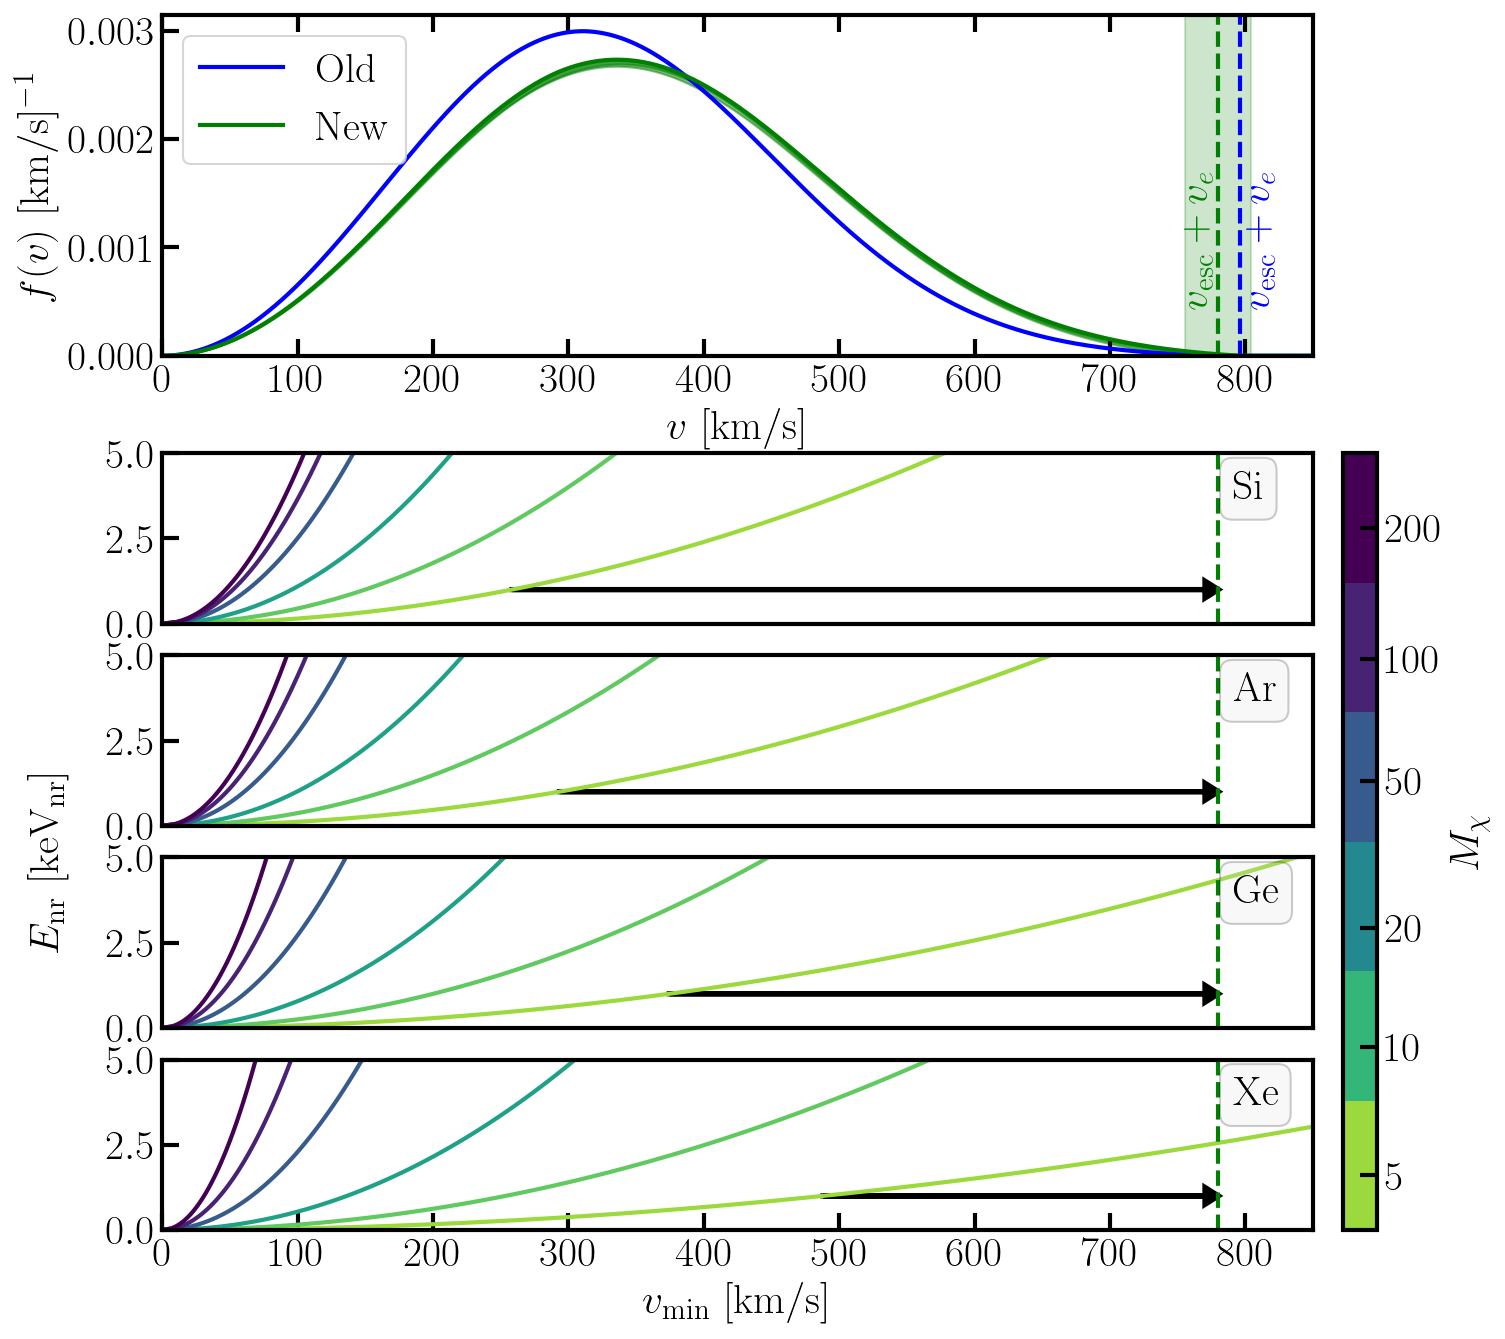 0.003
0.002
0.001
0.000
f(v) [km/s]⁻¹
Old
New
v_esc + v_e
v_esc + v_e
0 100 200 300 400 500 600 700 800
v [km/s]
5.0
2.5
0.0
Si
5.0
2.5
0.0
Ar
5.0
2.5
0.0
Ge
5.0
2.5
0.0
Xe
E_nr [keV_nr]
0 100 200 300 400 500 600 700 800
v_min [km/s]
200
100
50
20
10
5
M_χ